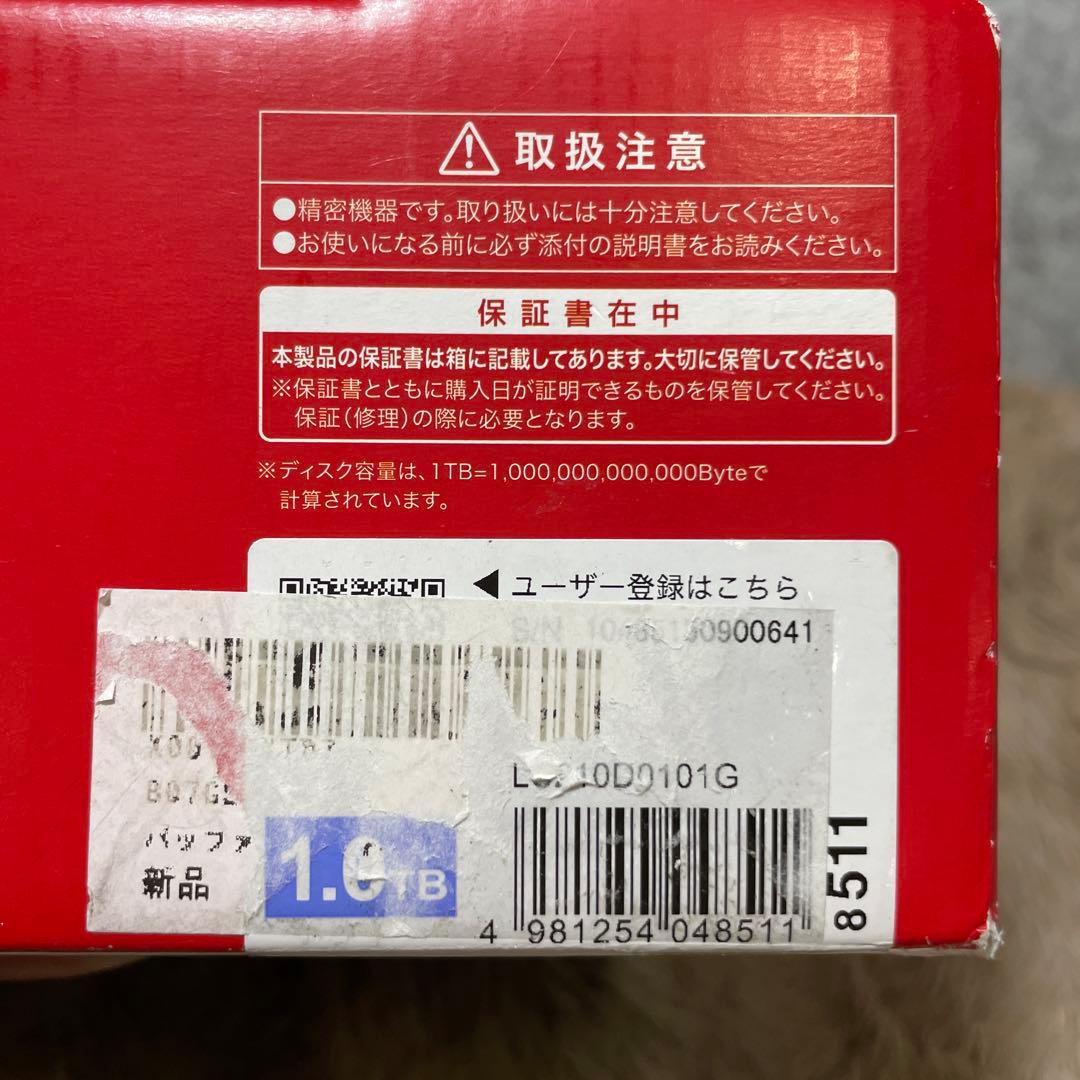 取扱注意
●精密機器です。取り扱いには十分注意してください。
●お使いになる前に必ず添付の説明書をお読みください。
保証書在中
本製品の保証書は箱に記載してあります。大切に保管してください。
※保証書とともに購入日が証明できるものを保管してください。
保証(修理)の際に必要となります。
※ディスク容量は、1TB=1,000,000,000,000Byteで
計算されています。
◀ユーザー登録はこちら
S/N
D0101G
新品
1.0TB
4 981254 048511
8511